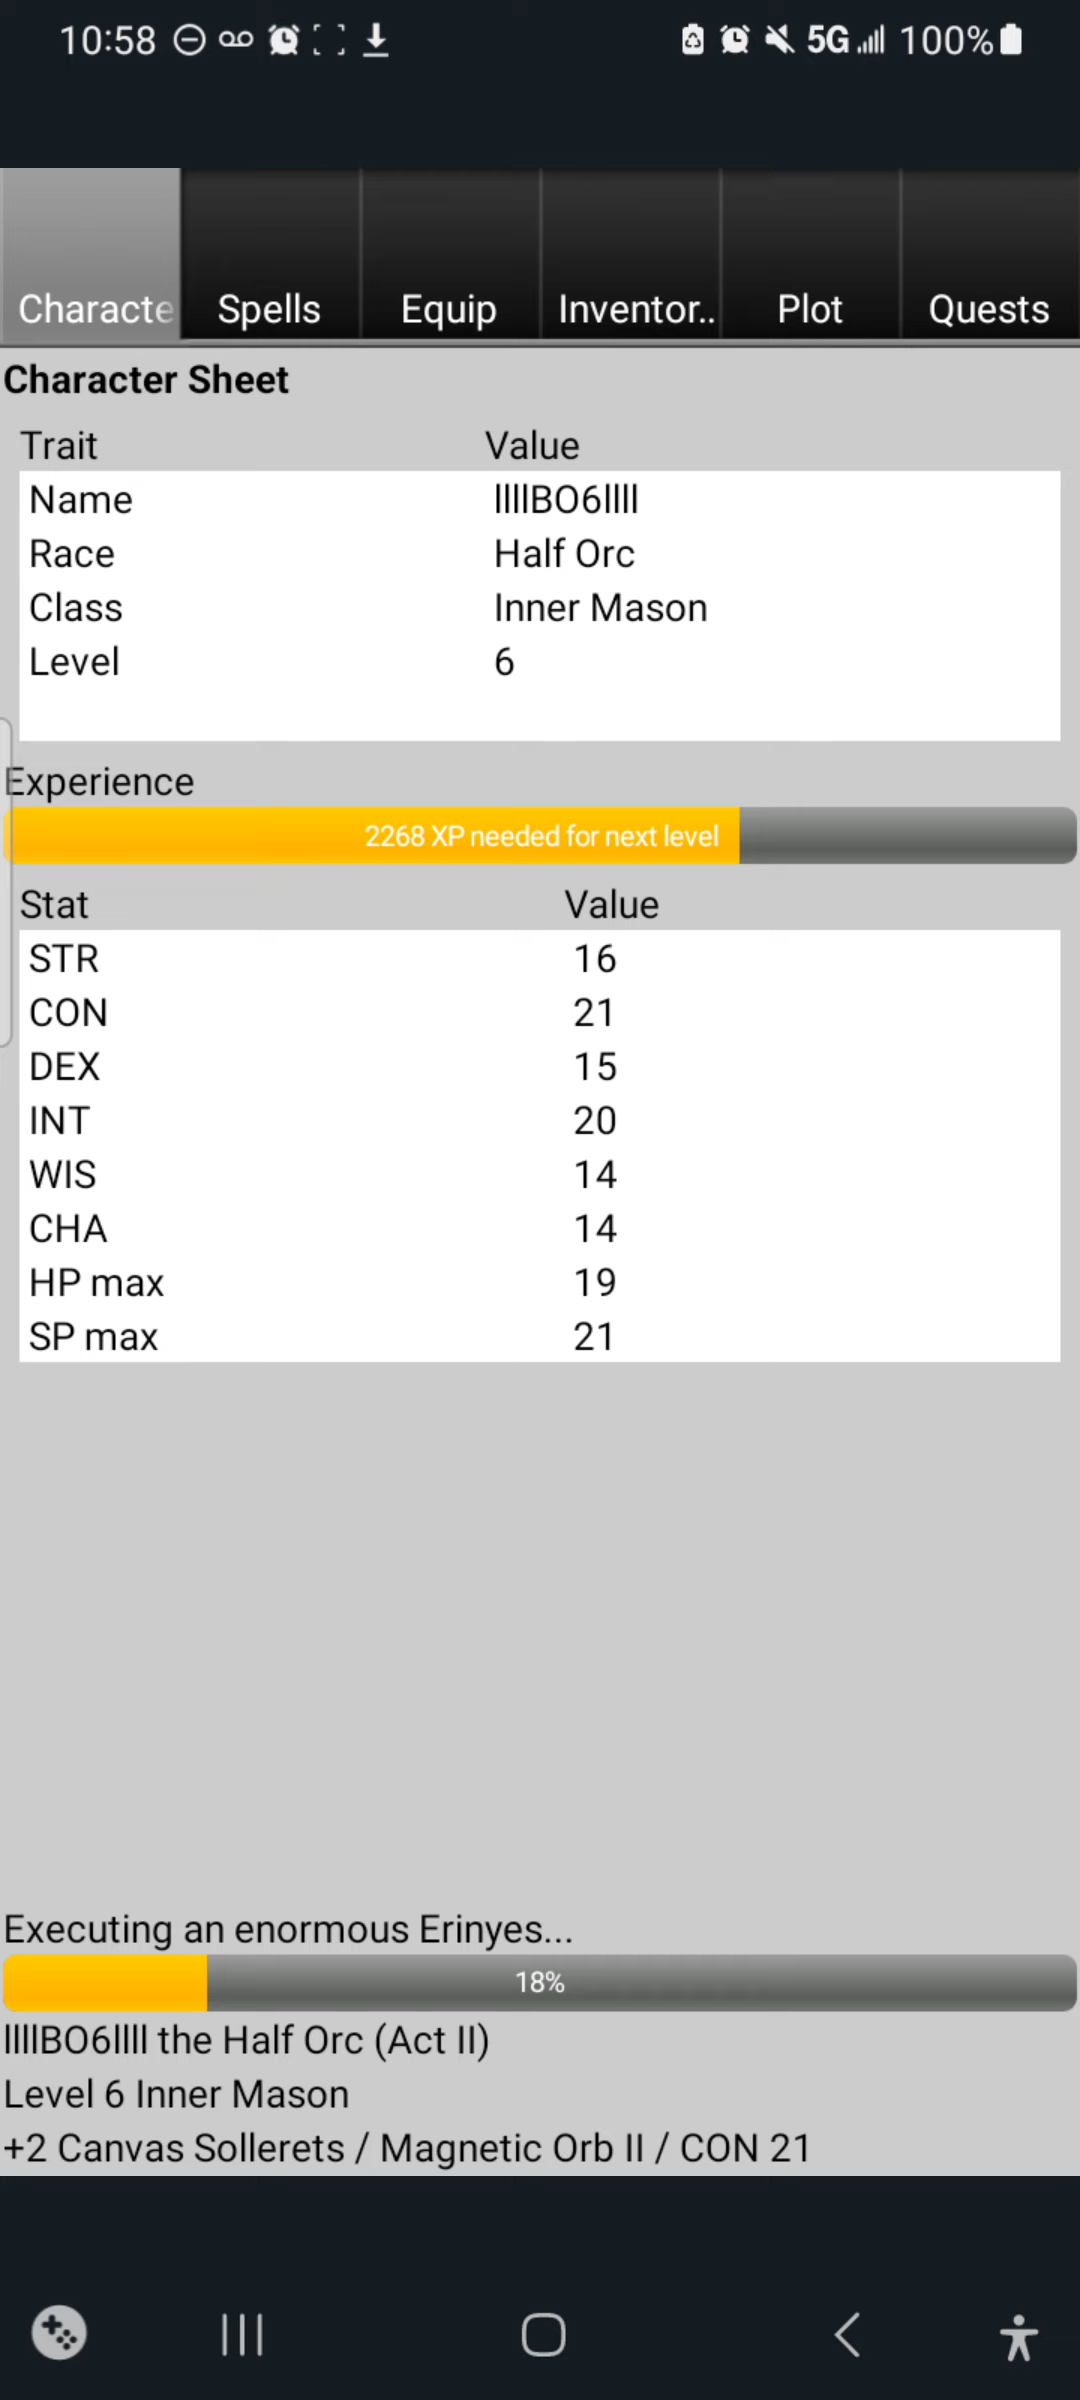 10:58 5G 100%
Characte Spells Equip Inventor.. Plot Quests
Character Sheet
Trait Value
Name llllBO6llll
Race Half Orc
Class Inner Mason
Level 6
Experience
2268 XP needed for next level
Stat Value
STR 16
CON 21
DEX 15
INT 20
WIS 14
CHA 14
HP max 19
SP max 21
Executing an enormous Erinyes...
18%
llllBO6llll the Half Orc (Act II)
Level 6 Inner Mason
+2 Canvas Sollerets / Magnetic Orb II / CON 21